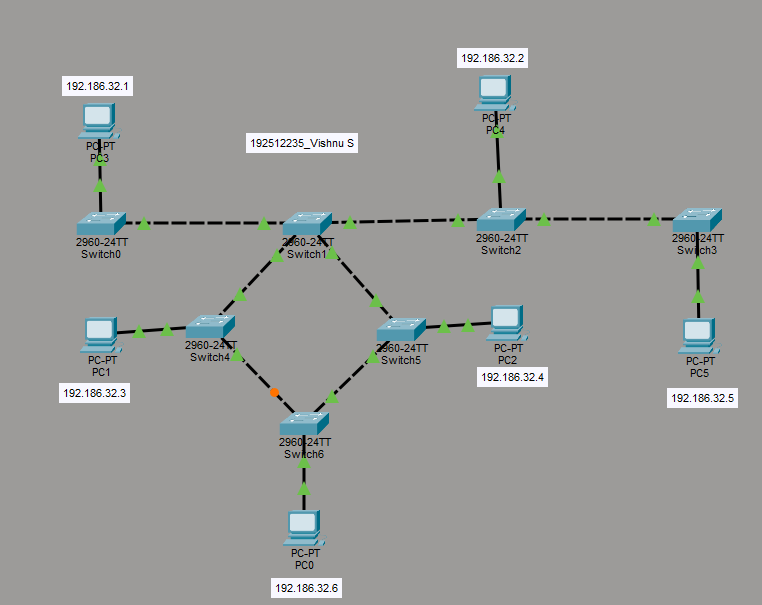 192.186.32.2
192.186.32.1
PC-PT
PC4
192512235_Vishnu S
PC-PT
PC3
2960-24TT
Switch0
2960-24TT
Switch1
2960-24TT
Switch2
2960-24TT
Switch3
2960-24TT
Switch4
2960-24TT
Switch5
PC-PT
PC1
PC-PT
PC2
PC-PT
PC5
192.186.32.3
192.186.32.4
192.186.32.5
2960-24TT
Switch6
PC-PT
PC0
192.186.32.6